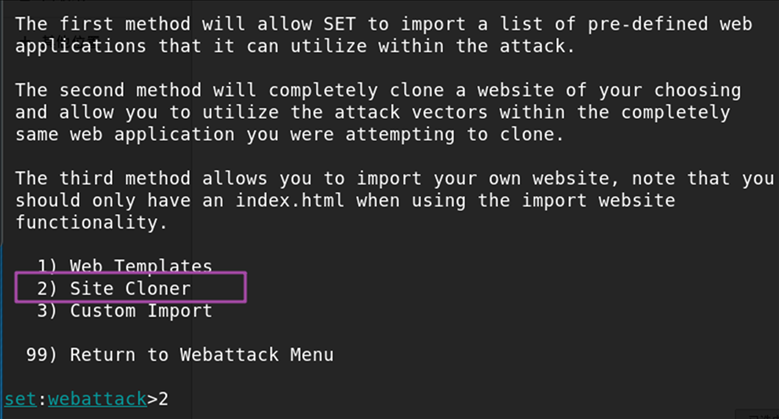 The first method will allow SET to import a list of pre-defined web
applications that it can utilize within the attack.
The second method will completely clone a website of your choosing
and allow you to utilize the attack vectors within the completely
same web application you were attempting to clone.
The third method allows you to import your own website, note that you
should only have an index.html when using the import website
functionality.
1) Web Templates
2) Site Cloner
3) Custom Import
99) Return to Webattack Menu
set:webattack>2